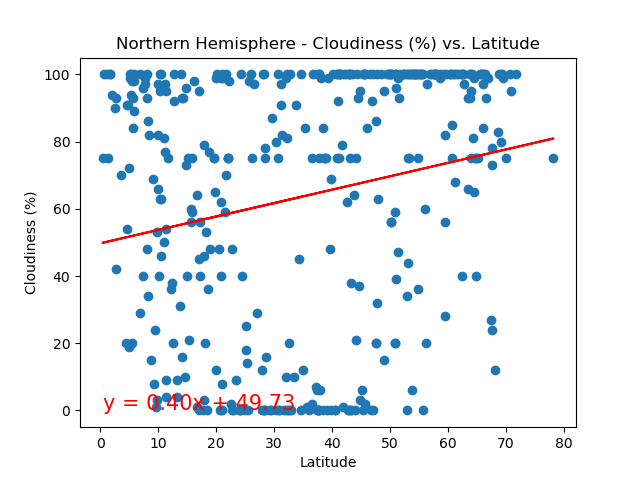 Northern Hemisphere - Cloudiness (%) vs. Latitude
Cloudiness (%)
100
80
60
40
20
0
y = 0.40x + 49.73
0 10 20 30 40 50 60 70 80
Latitude